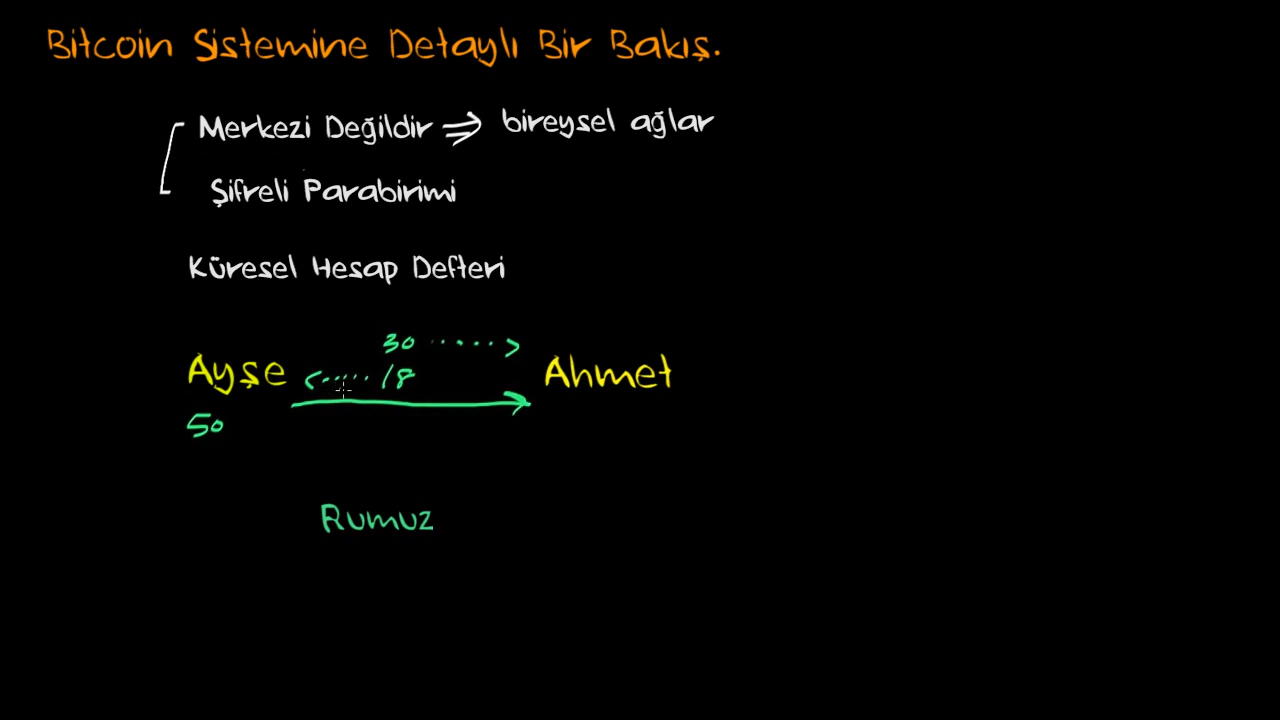 Bitcoin Sistemine Detaylı Bir Bakış.
Merkezi Değildir ⇒ bireysel ağlar
Şifreli Parabirimi
Küresel Hesap Defteri
30 ······>
Ayşe <····· 18 Ahmet
50
Rumuz